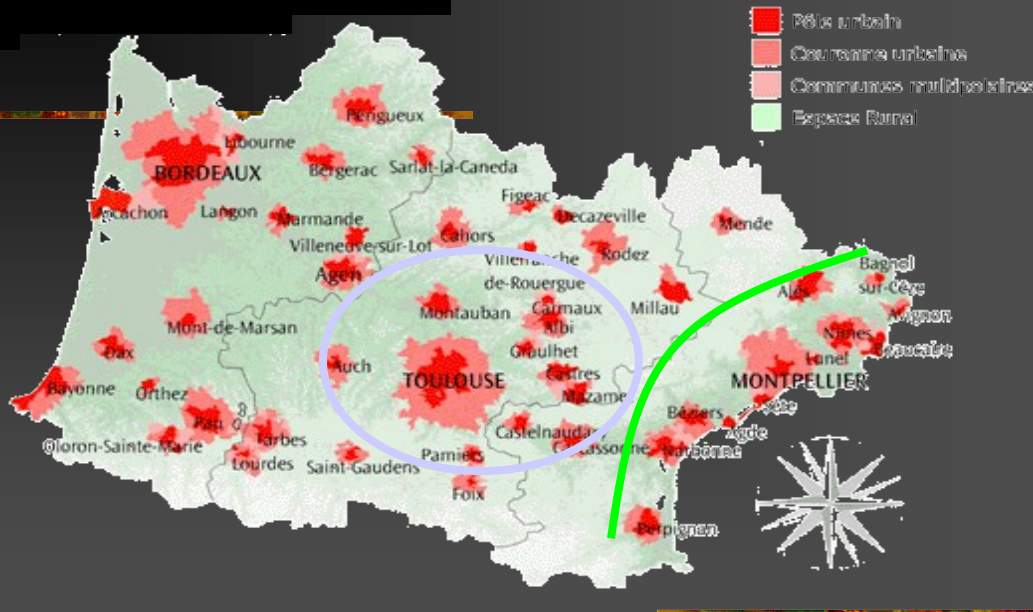 Pôle urbain
Couronne urbaine
Communes multipolaires
Espace Rural
Périgueux
Libourne
BORDEAUX
Bergerac
Sarlat-la-Caneda
Figeac
Arcachon
Langon
Marmande
Decazeville
Mende
Villeneuve-sur-Lot
Cahors
Rodez
Villefranche
de-Rouergue
Agen
Bagnol
sur-Cèze
Alès
Montauban
Carmaux
Millau
Albi
Avignon
Mont-de-Marsan
Nîmes
Beaucaire
Dax
Graulhet
Lunel
Auch
TOULOUSE
Castres
MONTPELLIER
Bayonne
Orthez
Mazame
Sète
Pau
Béziers
Agde
Oloron-Sainte-Marie
Tarbes
Castelnaudar
Carcassonne
Narbonne
Lourdes
Saint-Gaudens
Pamiers
Foix
Perpignan